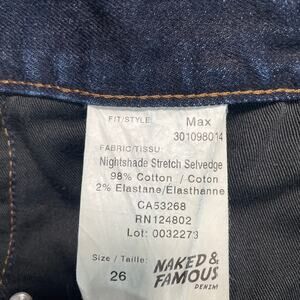 FIT/STYLE: Max
301098014
FABRIC/TISSU:
Nightshade Stretch Selvedge
98% Cotton / Coton
2% Elastane/Élasthanne
CA53268
RN124802
Lot: 0032273
Size / Taille:
26
NAKED &
FAMOUS
DENIM